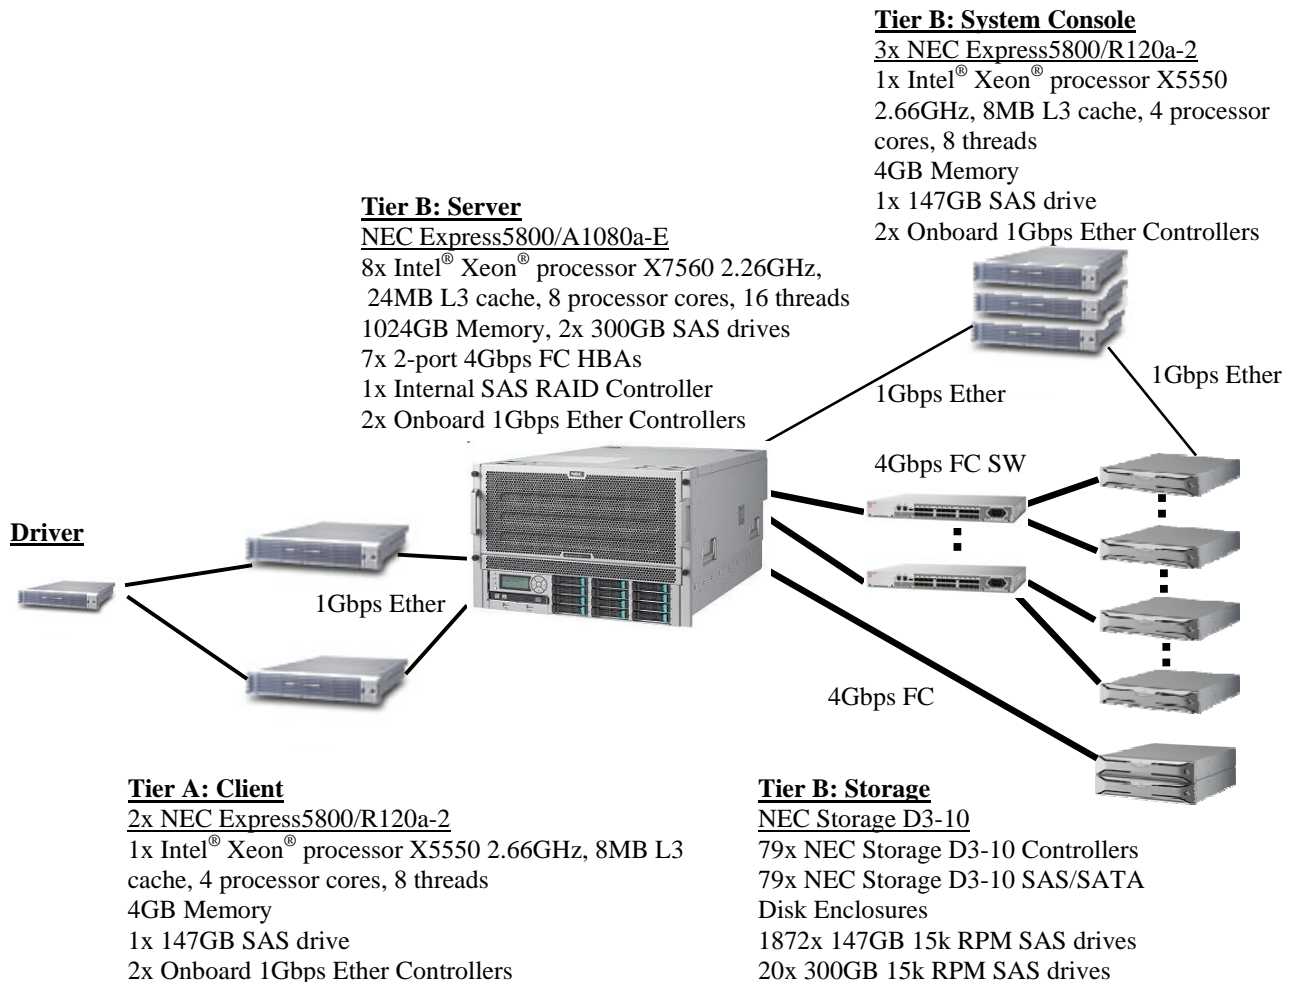 Tier B: System Console
3x NEC Express5800/R120a-2
1x Intel® Xeon® processor X5550
2.66GHz, 8MB L3 cache, 4 processor
cores, 8 threads
4GB Memory
1x 147GB SAS drive
2x Onboard 1Gbps Ether Controllers
Tier B: Server
NEC Express5800/A1080a-E
8x Intel® Xeon® processor X7560 2.26GHz,
24MB L3 cache, 8 processor cores, 16 threads
1024GB Memory, 2x 300GB SAS drives
7x 2-port 4Gbps FC HBAs
1x Internal SAS RAID Controller
2x Onboard 1Gbps Ether Controllers
1Gbps Ether
1Gbps Ether
4Gbps FC SW
NEC
Driver
1Gbps Ether
4Gbps FC
Tier A: Client
2x NEC Express5800/R120a-2
1x Intel® Xeon® processor X5550 2.66GHz, 8MB L3
cache, 4 processor cores, 8 threads
4GB Memory
1x 147GB SAS drive
2x Onboard 1Gbps Ether Controllers
Tier B: Storage
NEC Storage D3-10
79x NEC Storage D3-10 Controllers
79x NEC Storage D3-10 SAS/SATA
Disk Enclosures
1872x 147GB 15k RPM SAS drives
20x 300GB 15k RPM SAS drives